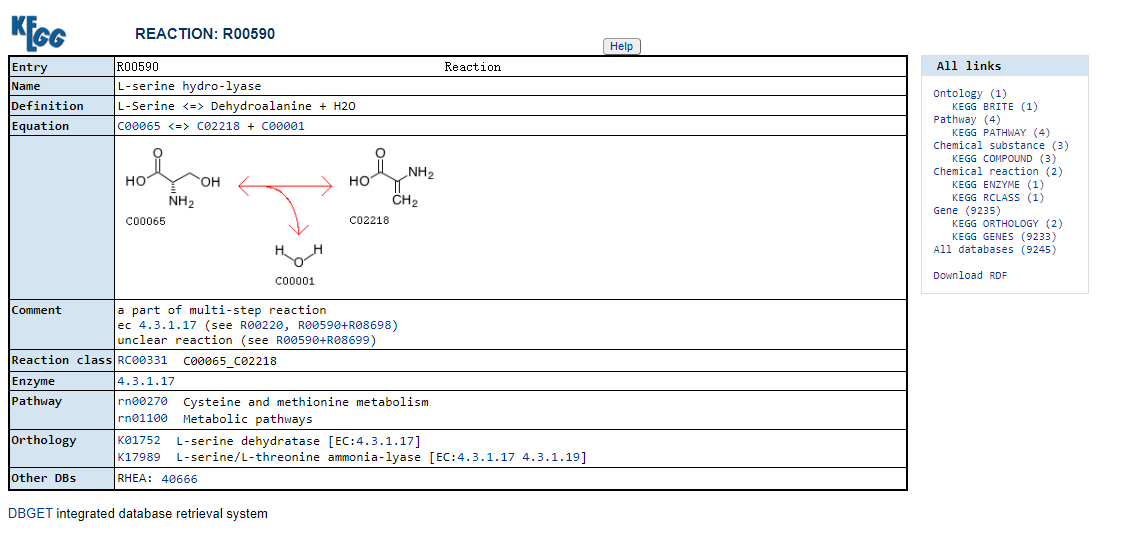 KEGG
REACTION: R00590
Help
Entry R00590 Reaction
Name L-serine hydro-lyase
Definition L-Serine <=> Dehydroalanine + H2O
Equation C00065 <=> C02218 + C00001
O
HO OH
NH2
C00065
O
HO NH2
CH2
C02218
H H
O
C00001
Comment a part of multi-step reaction
ec 4.3.1.17 (see R00220, R00590+R08698)
unclear reaction (see R00590+R08699)
Reaction class RC00331 C00065_C02218
Enzyme 4.3.1.17
Pathway rn00270 Cysteine and methionine metabolism
rn01100 Metabolic pathways
Orthology K01752 L-serine dehydratase [EC:4.3.1.17]
K17989 L-serine/L-threonine ammonia-lyase [EC:4.3.1.17 4.3.1.19]
Other DBs RHEA: 40666
DBGET integrated database retrieval system
All links
Ontology (1)
KEGG BRITE (1)
Pathway (4)
KEGG PATHWAY (4)
Chemical substance (3)
KEGG COMPOUND (3)
Chemical reaction (2)
KEGG ENZYME (1)
KEGG RCLASS (1)
Gene (9235)
KEGG ORTHOLOGY (2)
KEGG GENES (9233)
All databases (9245)
Download RDF